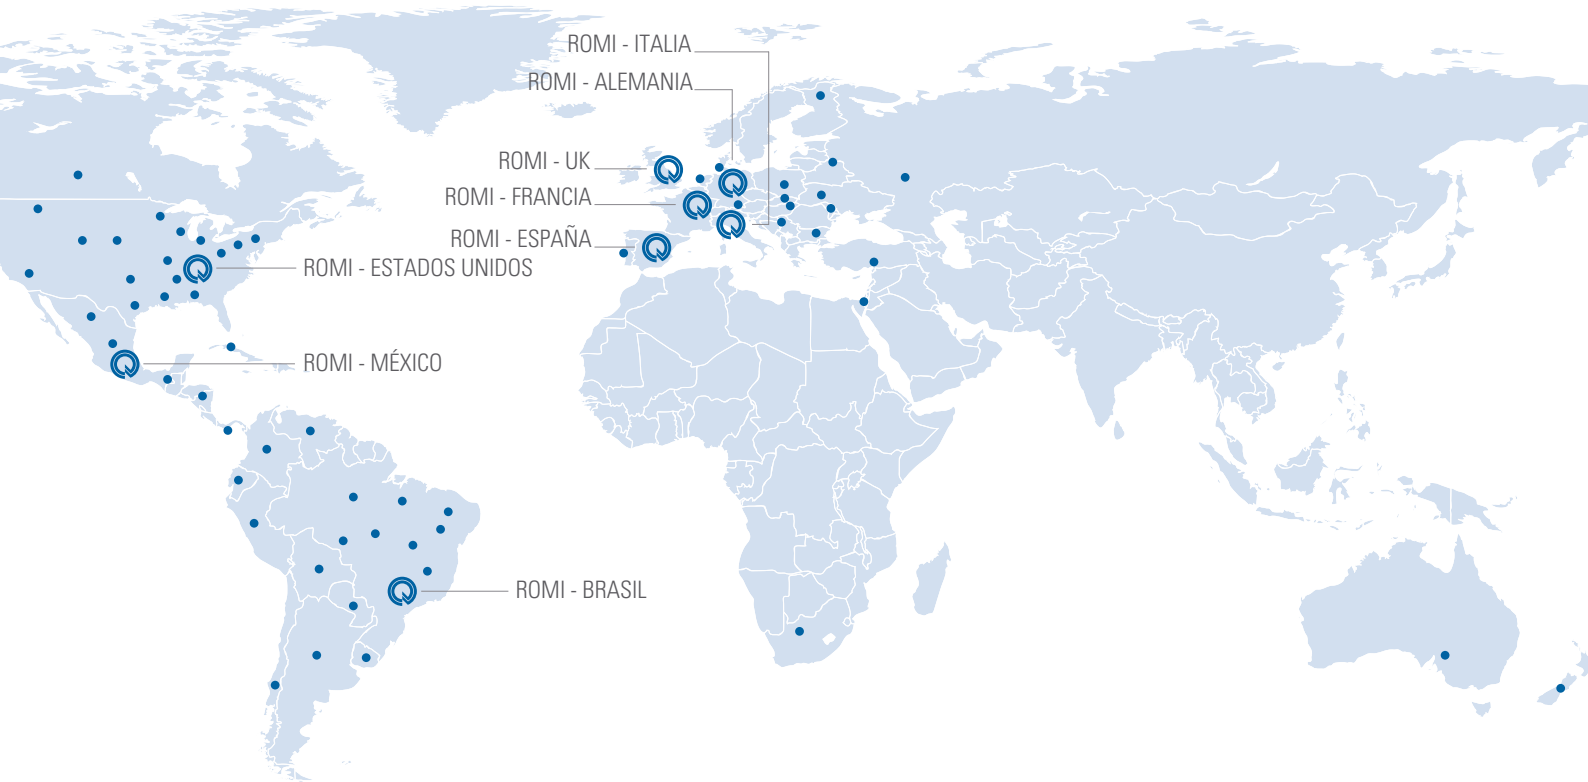 ROMI - ITALIA
ROMI - ALEMANIA
ROMI - UK
ROMI - FRANCIA
ROMI - ESPAÑA
ROMI - ESTADOS UNIDOS
ROMI - MÉXICO
ROMI - BRASIL